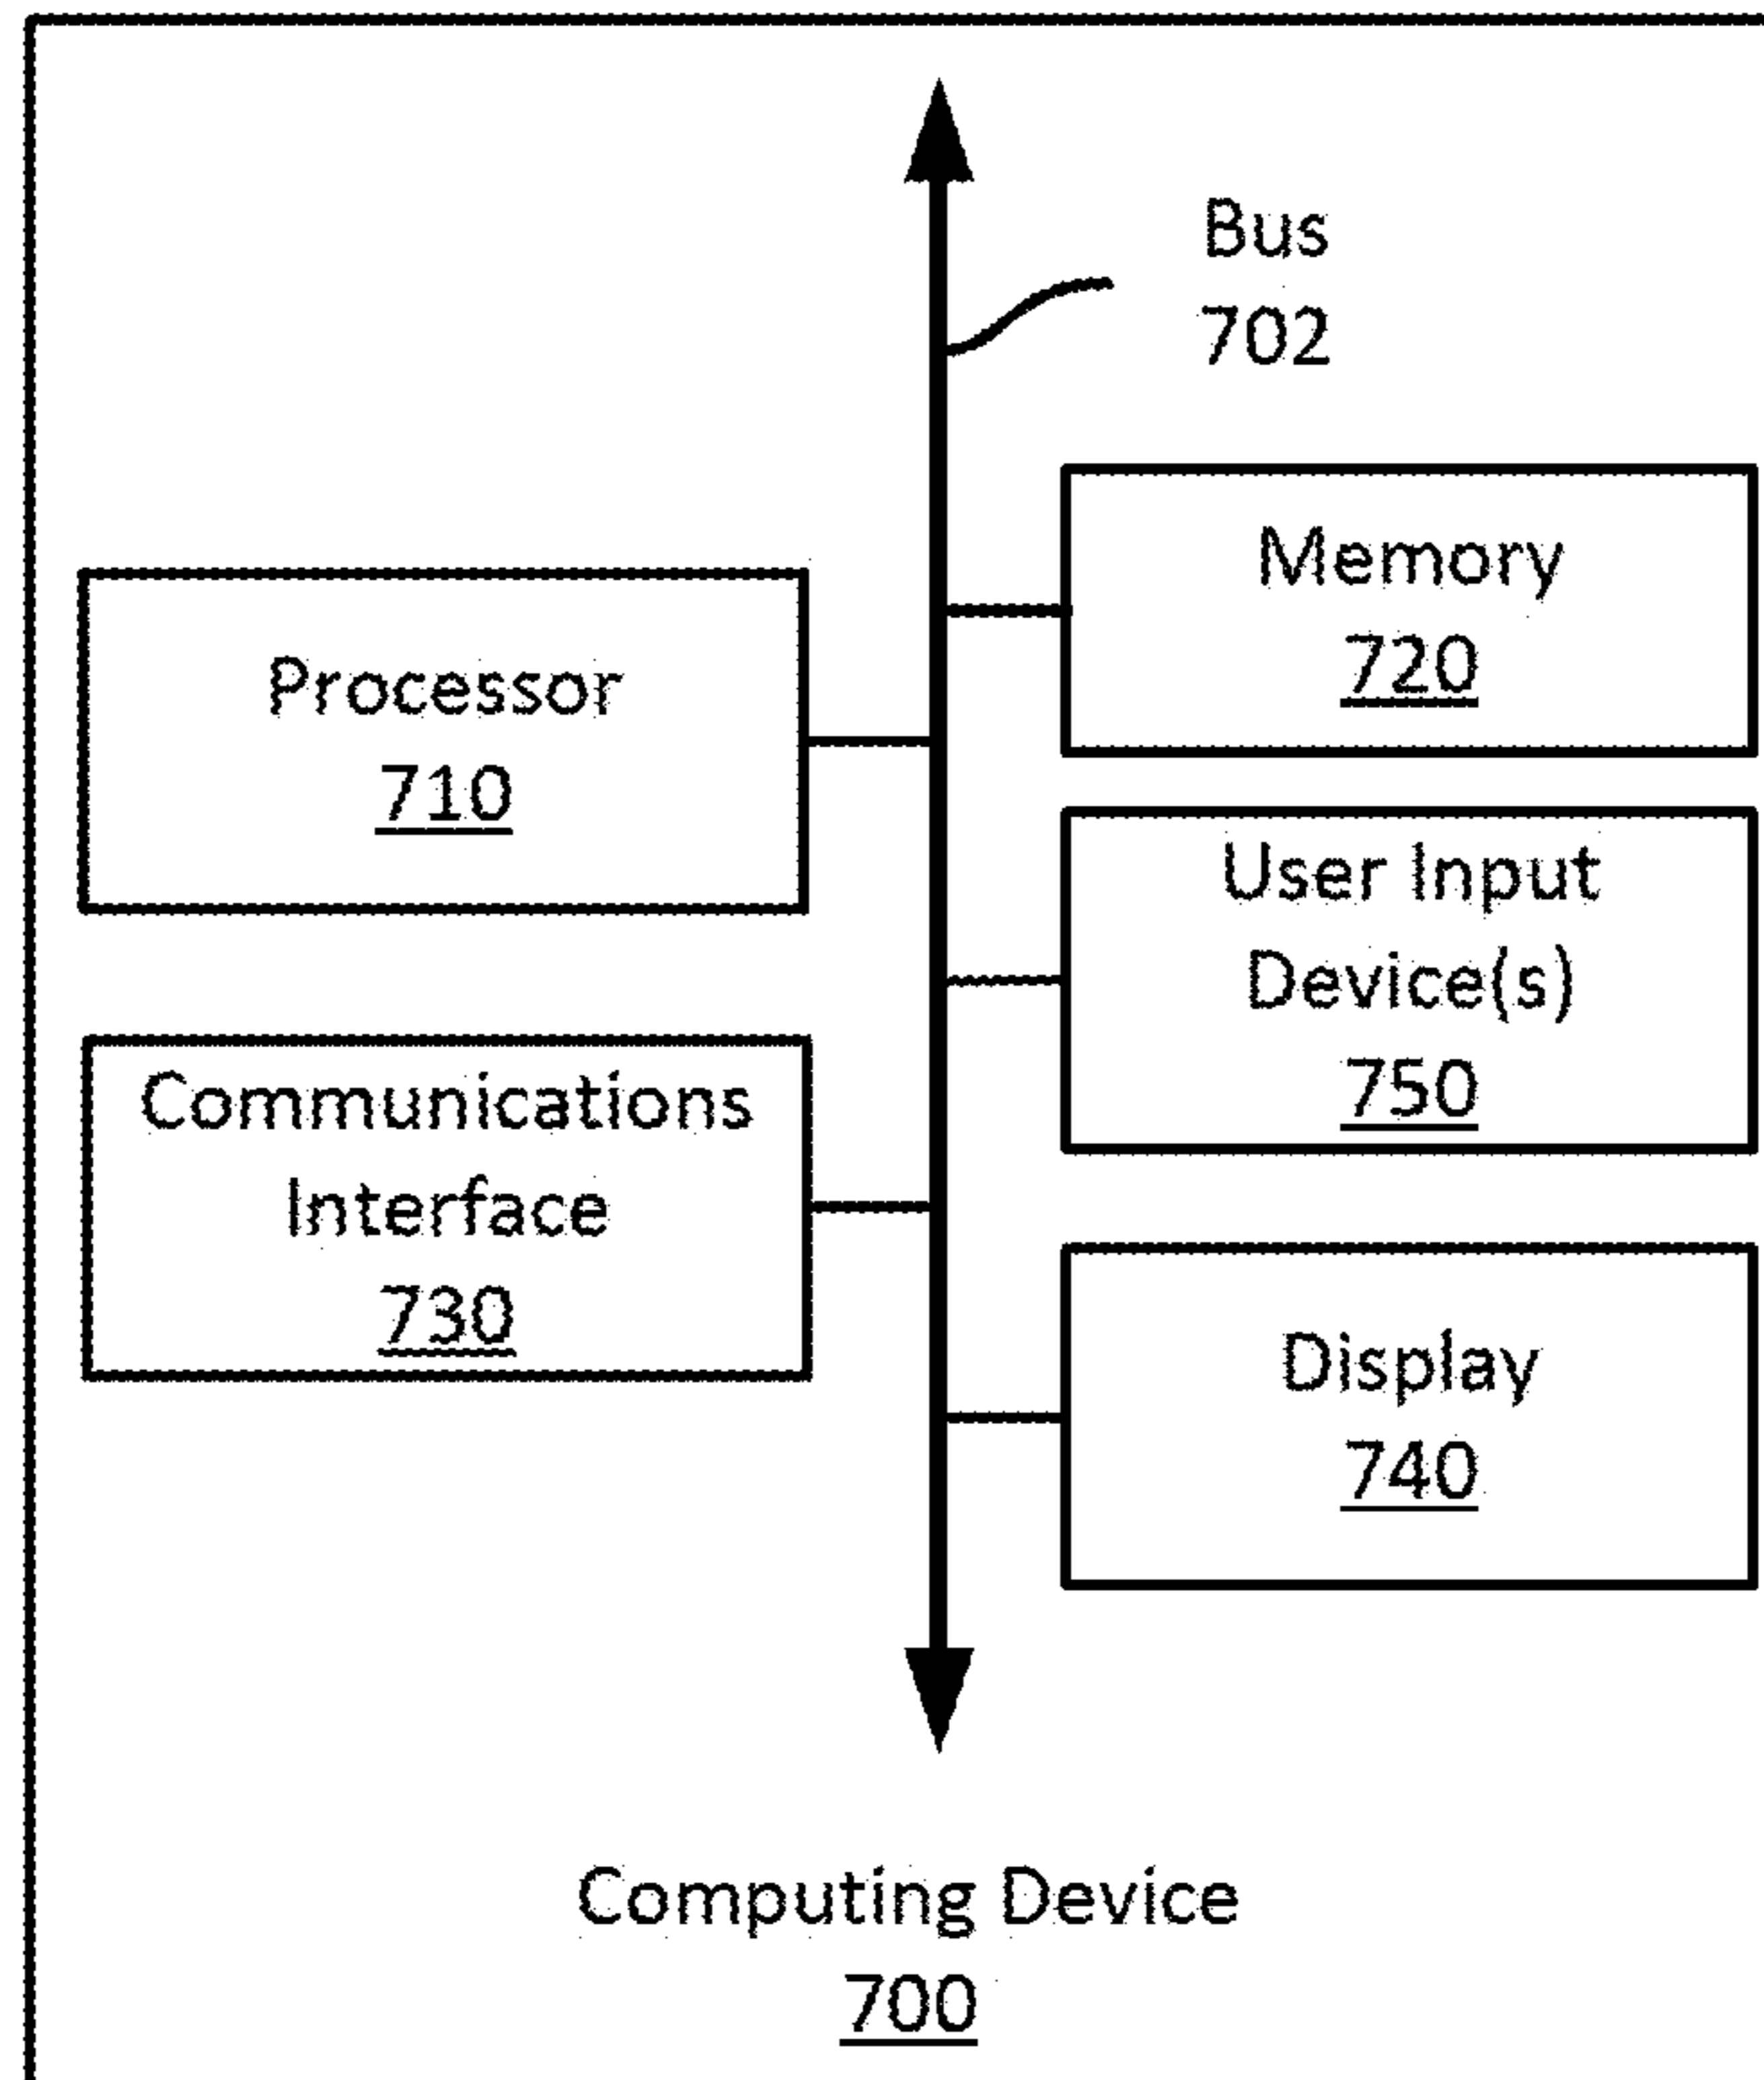 Bus
702
Memory
720
Processor
710
User Input
Device(s)
750
Communications
Interface
730
Display
740
Computing Device
700